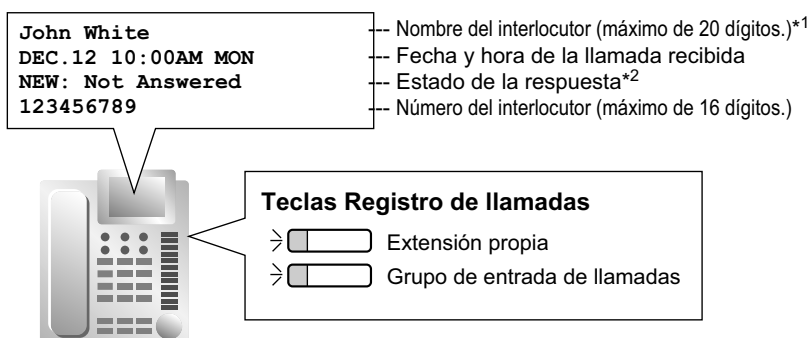 John White --- Nombre del interlocutor (máximo de 20 dígitos.)*1
DEC.12 10:00AM MON --- Fecha y hora de la llamada recibida
NEW: Not Answered --- Estado de la respuesta*2
123456789 --- Número del interlocutor (máximo de 16 dígitos.)
Teclas Registro de llamadas
Extensión propia
Grupo de entrada de llamadas